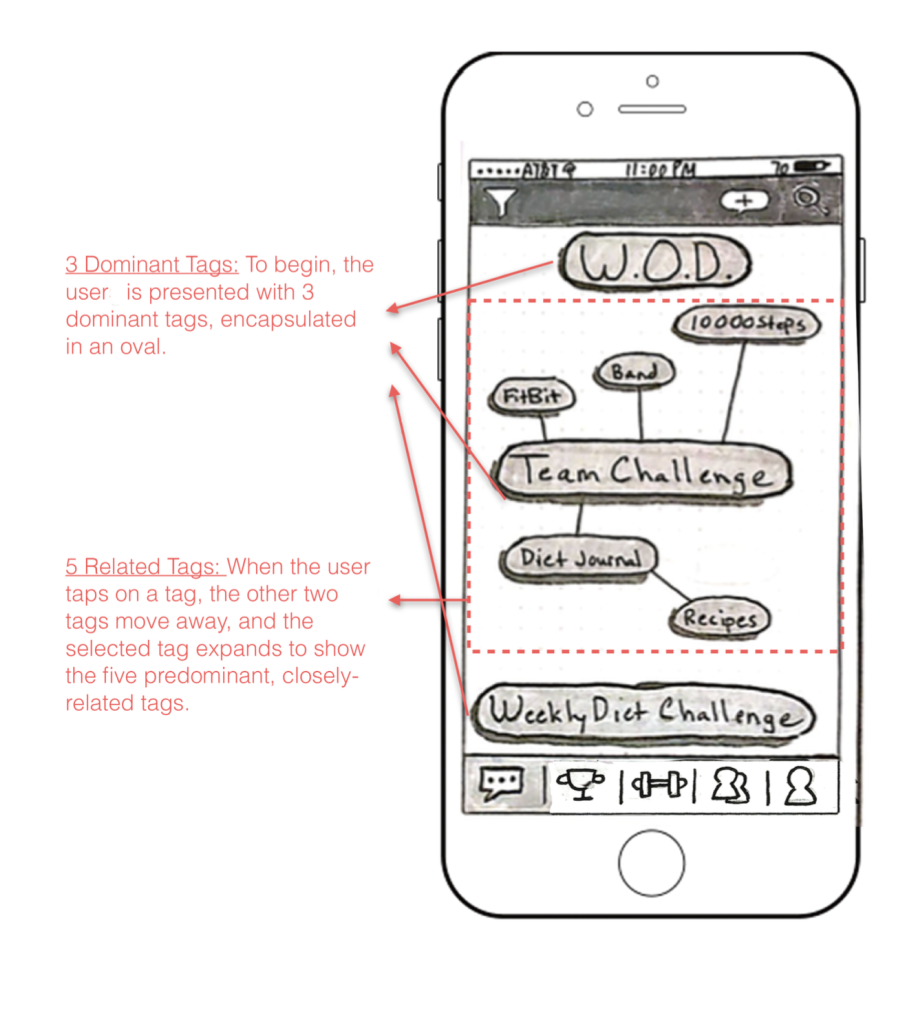 .....AT&T
11:00 PM
70
W.O.D.
3 Dominant Tags: To begin, the
user is presented with 3
dominant tags, encapsulated
in an oval.
10000Steps
Band
FitBit
Team Challenge
Diet Journal
Recipes
5 Related Tags: When the user
taps on a tag, the other two
tags move away, and the
selected tag expands to show
the five predominant, closely-
related tags.
Weekly Diet Challenge